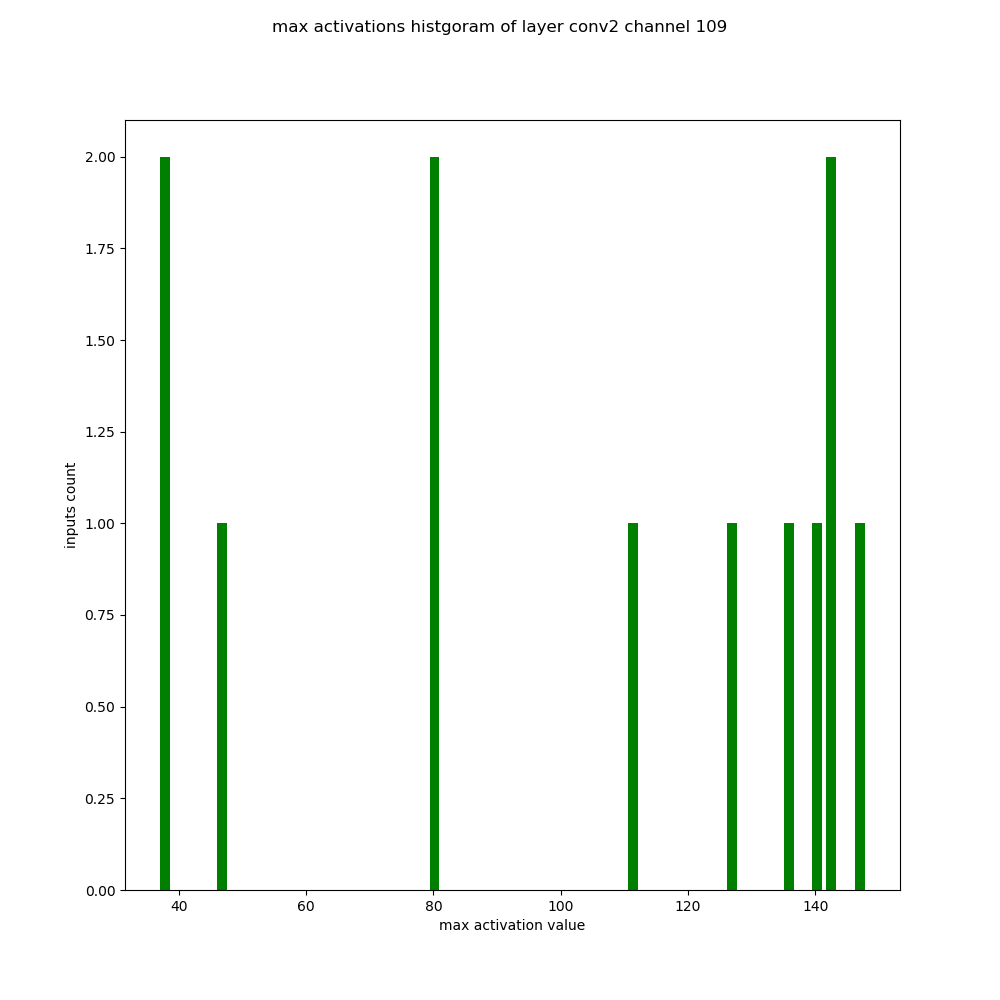 max activations histgoram of layer conv2 channel 109
2.00
1.75
1.50
1.25
1.00
0.75
0.50
0.25
0.00
inputs count
40 60 80 100 120 140
max activation value